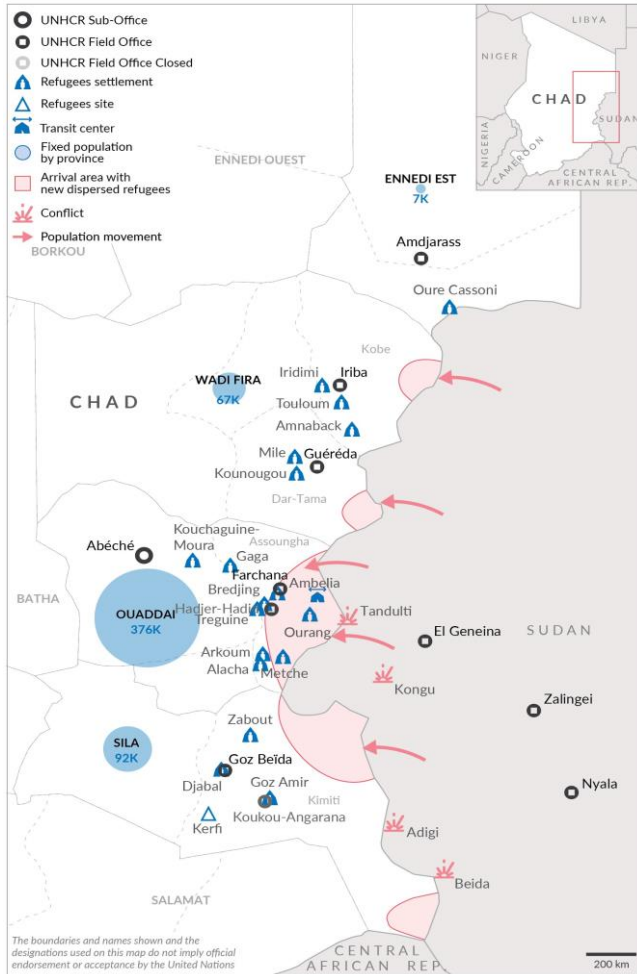 UNHCR Sub-Office
UNHCR Field Office
UNHCR Field Office Closed
Refugees settlement
Refugees site
Transit center
Fixed population
by province
Arrival area with
new dispersed refugees
Conflict
Population movement
LIBYA
NIGER
CHAD
SUDAN
NIGERIA
CAMEROON
CENTRAL
AFRICAN REP.
ENNEDI OUEST
ENNEDI EST
7K
BORKOU
Amdjarass
Oure Cassoni
Kobe
WADI FIRA
67K
Iridimi
Iriba
CHAD
Touloum
Amnaback
Mile
Guéréda
Kounougou
Dar-Tama
Kouchaguine-
Moura
Assoungha
Abéché
Gaga
Farchana
Bredjing
Ambelia
BATHA
Hadjer-Hadid
Treguine
OUADDAI
376K
Ourang
Tandulti
El Geneina
SUDAN
Arkoum
Alacha
Metche
Kongu
Zalingei
Zabout
SILA
92K
Goz Beïda
Djabal
Goz Amir
Kimiti
Nyala
Koukou-Angarana
Kerfi
Adigi
Beida
SALAMAT
The boundaries and names shown and the
designations used on this map do not imply official
endorsement or acceptance by the United Nations
CENTRAL
AFRICAN REP.
200 km